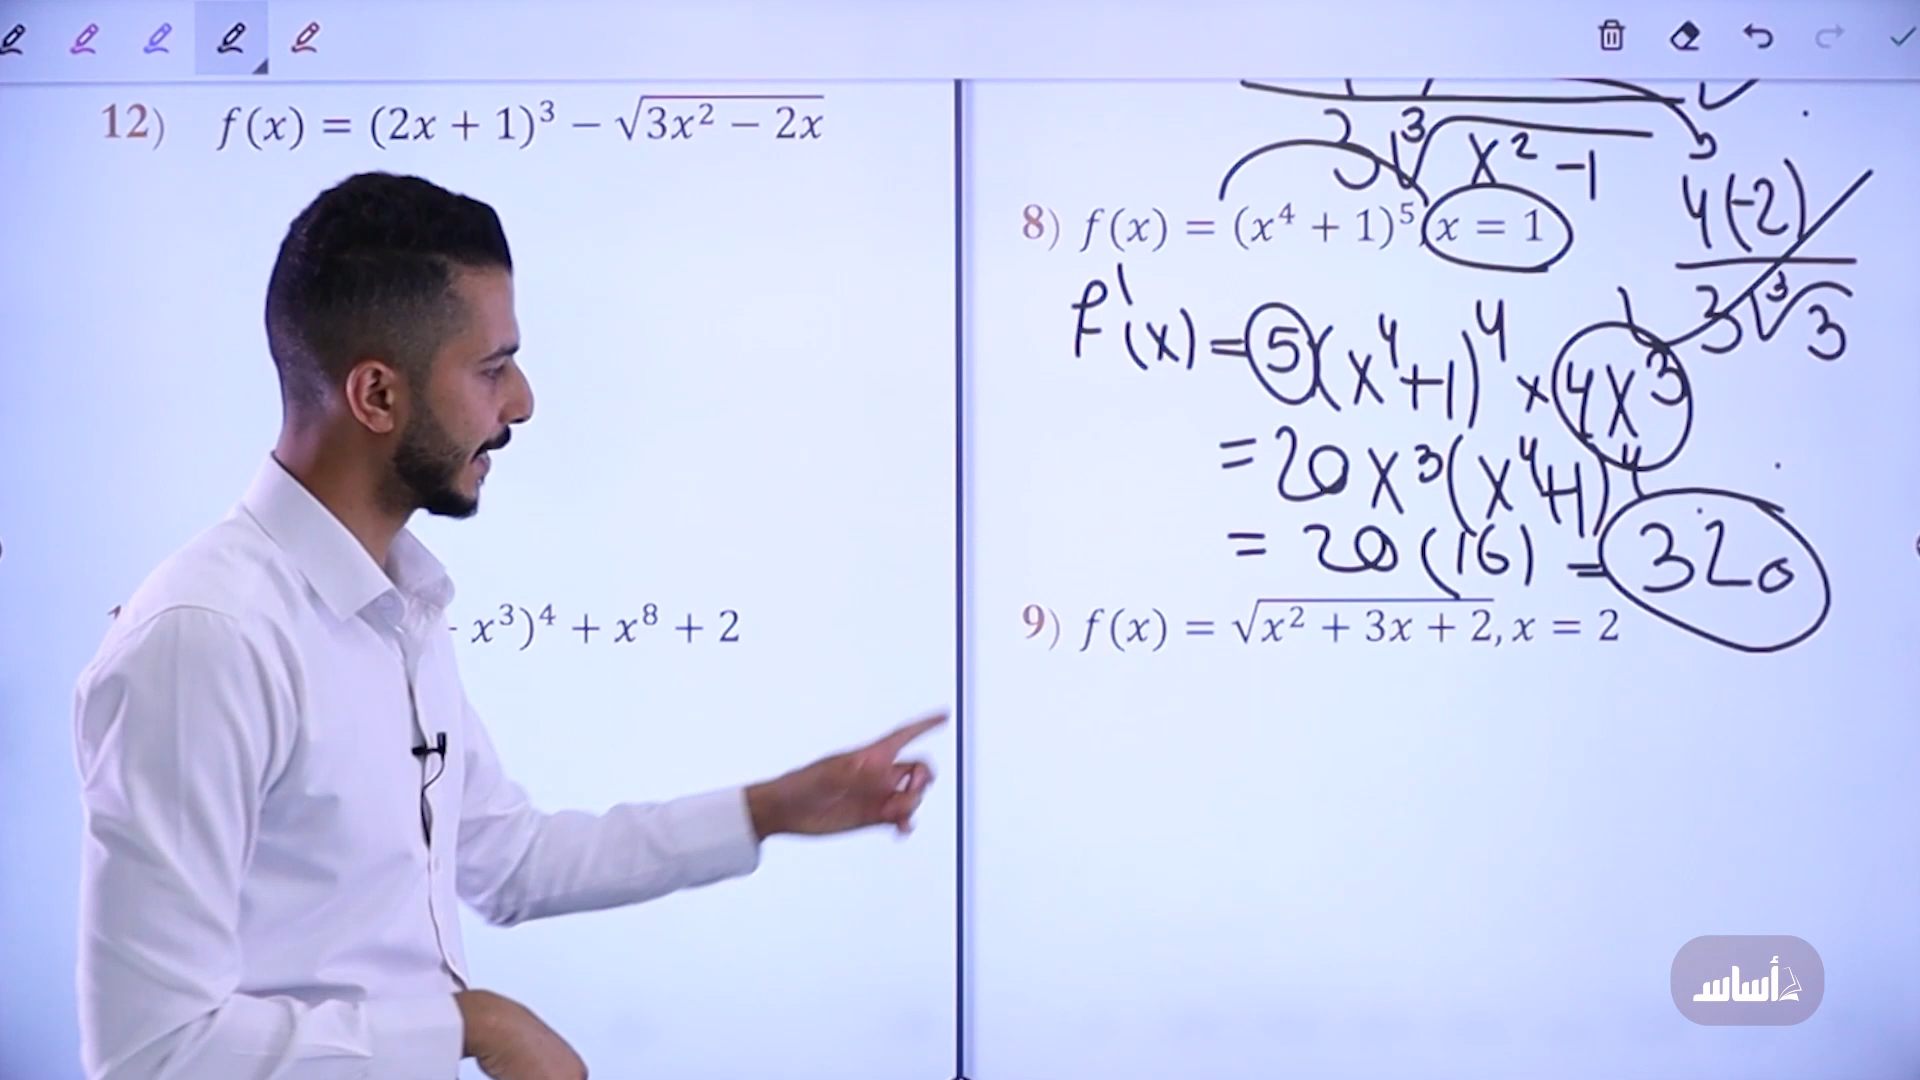 12) f(x) = (2x + 1)³ − √(3x² − 2x)
- x³)⁴ + x⁸ + 2
3 ³√(x² −1
8) f(x) = (x⁴ + 1)⁵, x = 1
4(-2)
3 ³√3
f'(x) = 5(x⁴+1)⁴ × 4x³
= 20x³(x⁴+1)⁴
= 20(16) = 320
9) f(x) = √(x² + 3x + 2), x = 2
أساس